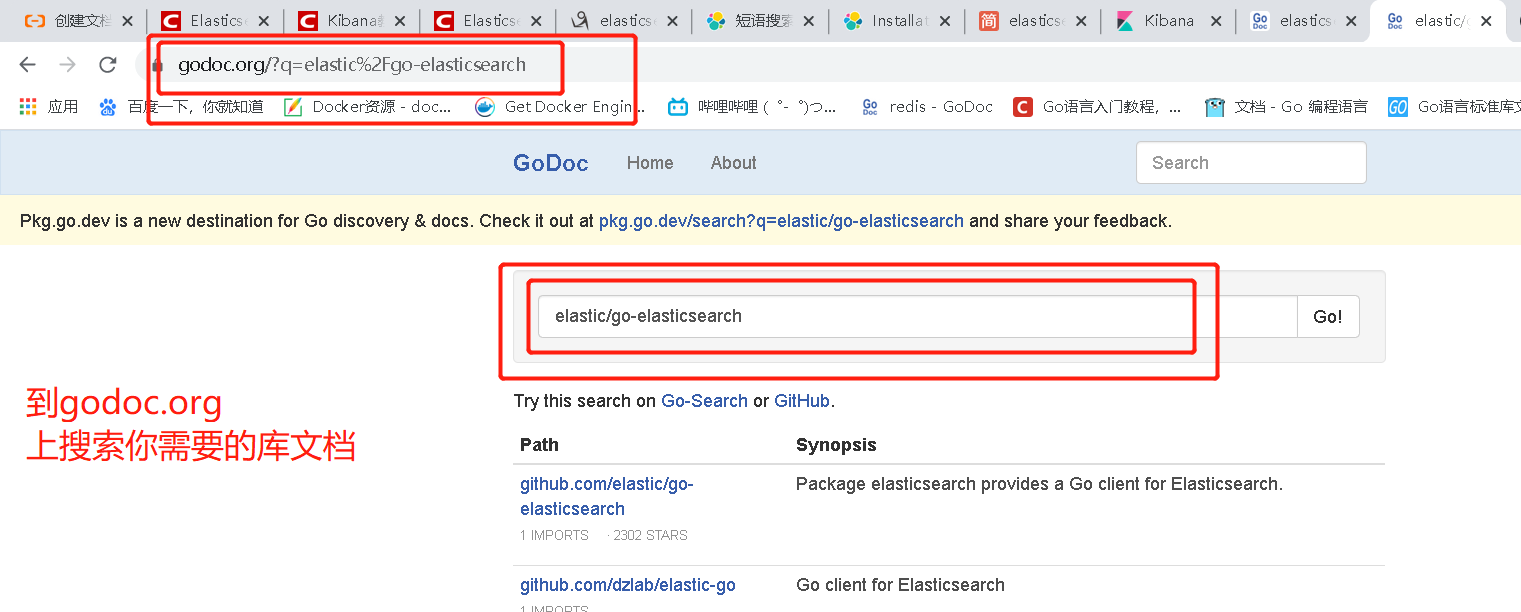 创建文档
Elasticse
Kibana
Elasticse
elasticse
短语搜索
Installat
elasticse
Kibana
elasticse
elastic/g
godoc.org/?q=elastic%2Fgo-elasticsearch
应用
百度一下，你就知道
Docker资源 - doc...
Get Docker Engin...
哔哩哔哩 (゜-゜)つ...
redis - GoDoc
Go语言入门教程，...
文档 - Go 编程语言
Go语言标准库文
GoDoc
Home
About
Search
Pkg.go.dev is a new destination for Go discovery & docs. Check it out at pkg.go.dev/search?q=elastic/go-elasticsearch and share your feedback.
elastic/go-elasticsearch
Go!
到godoc.org
上搜索你需要的库文档
Try this search on Go-Search or GitHub.
Path
Synopsis
github.com/elastic/go-
elasticsearch
Package elasticsearch provides a Go client for Elasticsearch.
1 IMPORTS · 2302 STARS
github.com/dzlab/elastic-go
Go client for Elasticsearch
1 IMPORTS